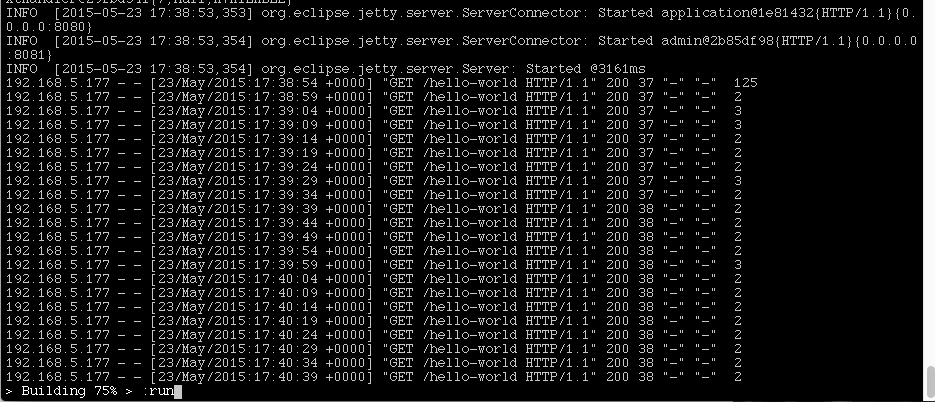 INFO [2015-05-23 17:38:53,353] org.eclipse.jetty.server.ServerConnector: Started application@1e81432{HTTP/1.1}{0.
0.0.0:8080}
INFO [2015-05-23 17:38:53,354] org.eclipse.jetty.server.ServerConnector: Started admin@2b85df98{HTTP/1.1}{0.0.0.0
:8081}
INFO [2015-05-23 17:38:53,354] org.eclipse.jetty.server.Server: Started @3161ms
192.168.5.177 - - [23/May/2015:17:38:54 +0000] "GET /hello-world HTTP/1.1" 200 37 "-" "-" 125
192.168.5.177 - - [23/May/2015:17:38:59 +0000] "GET /hello-world HTTP/1.1" 200 37 "-" "-" 2
192.168.5.177 - - [23/May/2015:17:39:04 +0000] "GET /hello-world HTTP/1.1" 200 37 "-" "-" 3
192.168.5.177 - - [23/May/2015:17:39:09 +0000] "GET /hello-world HTTP/1.1" 200 37 "-" "-" 3
192.168.5.177 - - [23/May/2015:17:39:14 +0000] "GET /hello-world HTTP/1.1" 200 37 "-" "-" 2
192.168.5.177 - - [23/May/2015:17:39:19 +0000] "GET /hello-world HTTP/1.1" 200 37 "-" "-" 2
192.168.5.177 - - [23/May/2015:17:39:24 +0000] "GET /hello-world HTTP/1.1" 200 37 "-" "-" 2
192.168.5.177 - - [23/May/2015:17:39:29 +0000] "GET /hello-world HTTP/1.1" 200 37 "-" "-" 3
192.168.5.177 - - [23/May/2015:17:39:34 +0000] "GET /hello-world HTTP/1.1" 200 37 "-" "-" 2
192.168.5.177 - - [23/May/2015:17:39:39 +0000] "GET /hello-world HTTP/1.1" 200 38 "-" "-" 2
192.168.5.177 - - [23/May/2015:17:39:44 +0000] "GET /hello-world HTTP/1.1" 200 38 "-" "-" 2
192.168.5.177 - - [23/May/2015:17:39:49 +0000] "GET /hello-world HTTP/1.1" 200 38 "-" "-" 2
192.168.5.177 - - [23/May/2015:17:39:54 +0000] "GET /hello-world HTTP/1.1" 200 38 "-" "-" 2
192.168.5.177 - - [23/May/2015:17:39:59 +0000] "GET /hello-world HTTP/1.1" 200 38 "-" "-" 3
192.168.5.177 - - [23/May/2015:17:40:04 +0000] "GET /hello-world HTTP/1.1" 200 38 "-" "-" 2
192.168.5.177 - - [23/May/2015:17:40:09 +0000] "GET /hello-world HTTP/1.1" 200 38 "-" "-" 2
192.168.5.177 - - [23/May/2015:17:40:14 +0000] "GET /hello-world HTTP/1.1" 200 38 "-" "-" 2
192.168.5.177 - - [23/May/2015:17:40:19 +0000] "GET /hello-world HTTP/1.1" 200 38 "-" "-" 2
192.168.5.177 - - [23/May/2015:17:40:24 +0000] "GET /hello-world HTTP/1.1" 200 38 "-" "-" 2
192.168.5.177 - - [23/May/2015:17:40:29 +0000] "GET /hello-world HTTP/1.1" 200 38 "-" "-" 2
192.168.5.177 - - [23/May/2015:17:40:34 +0000] "GET /hello-world HTTP/1.1" 200 38 "-" "-" 2
192.168.5.177 - - [23/May/2015:17:40:39 +0000] "GET /hello-world HTTP/1.1" 200 38 "-" "-" 2
> Building 75% > :run